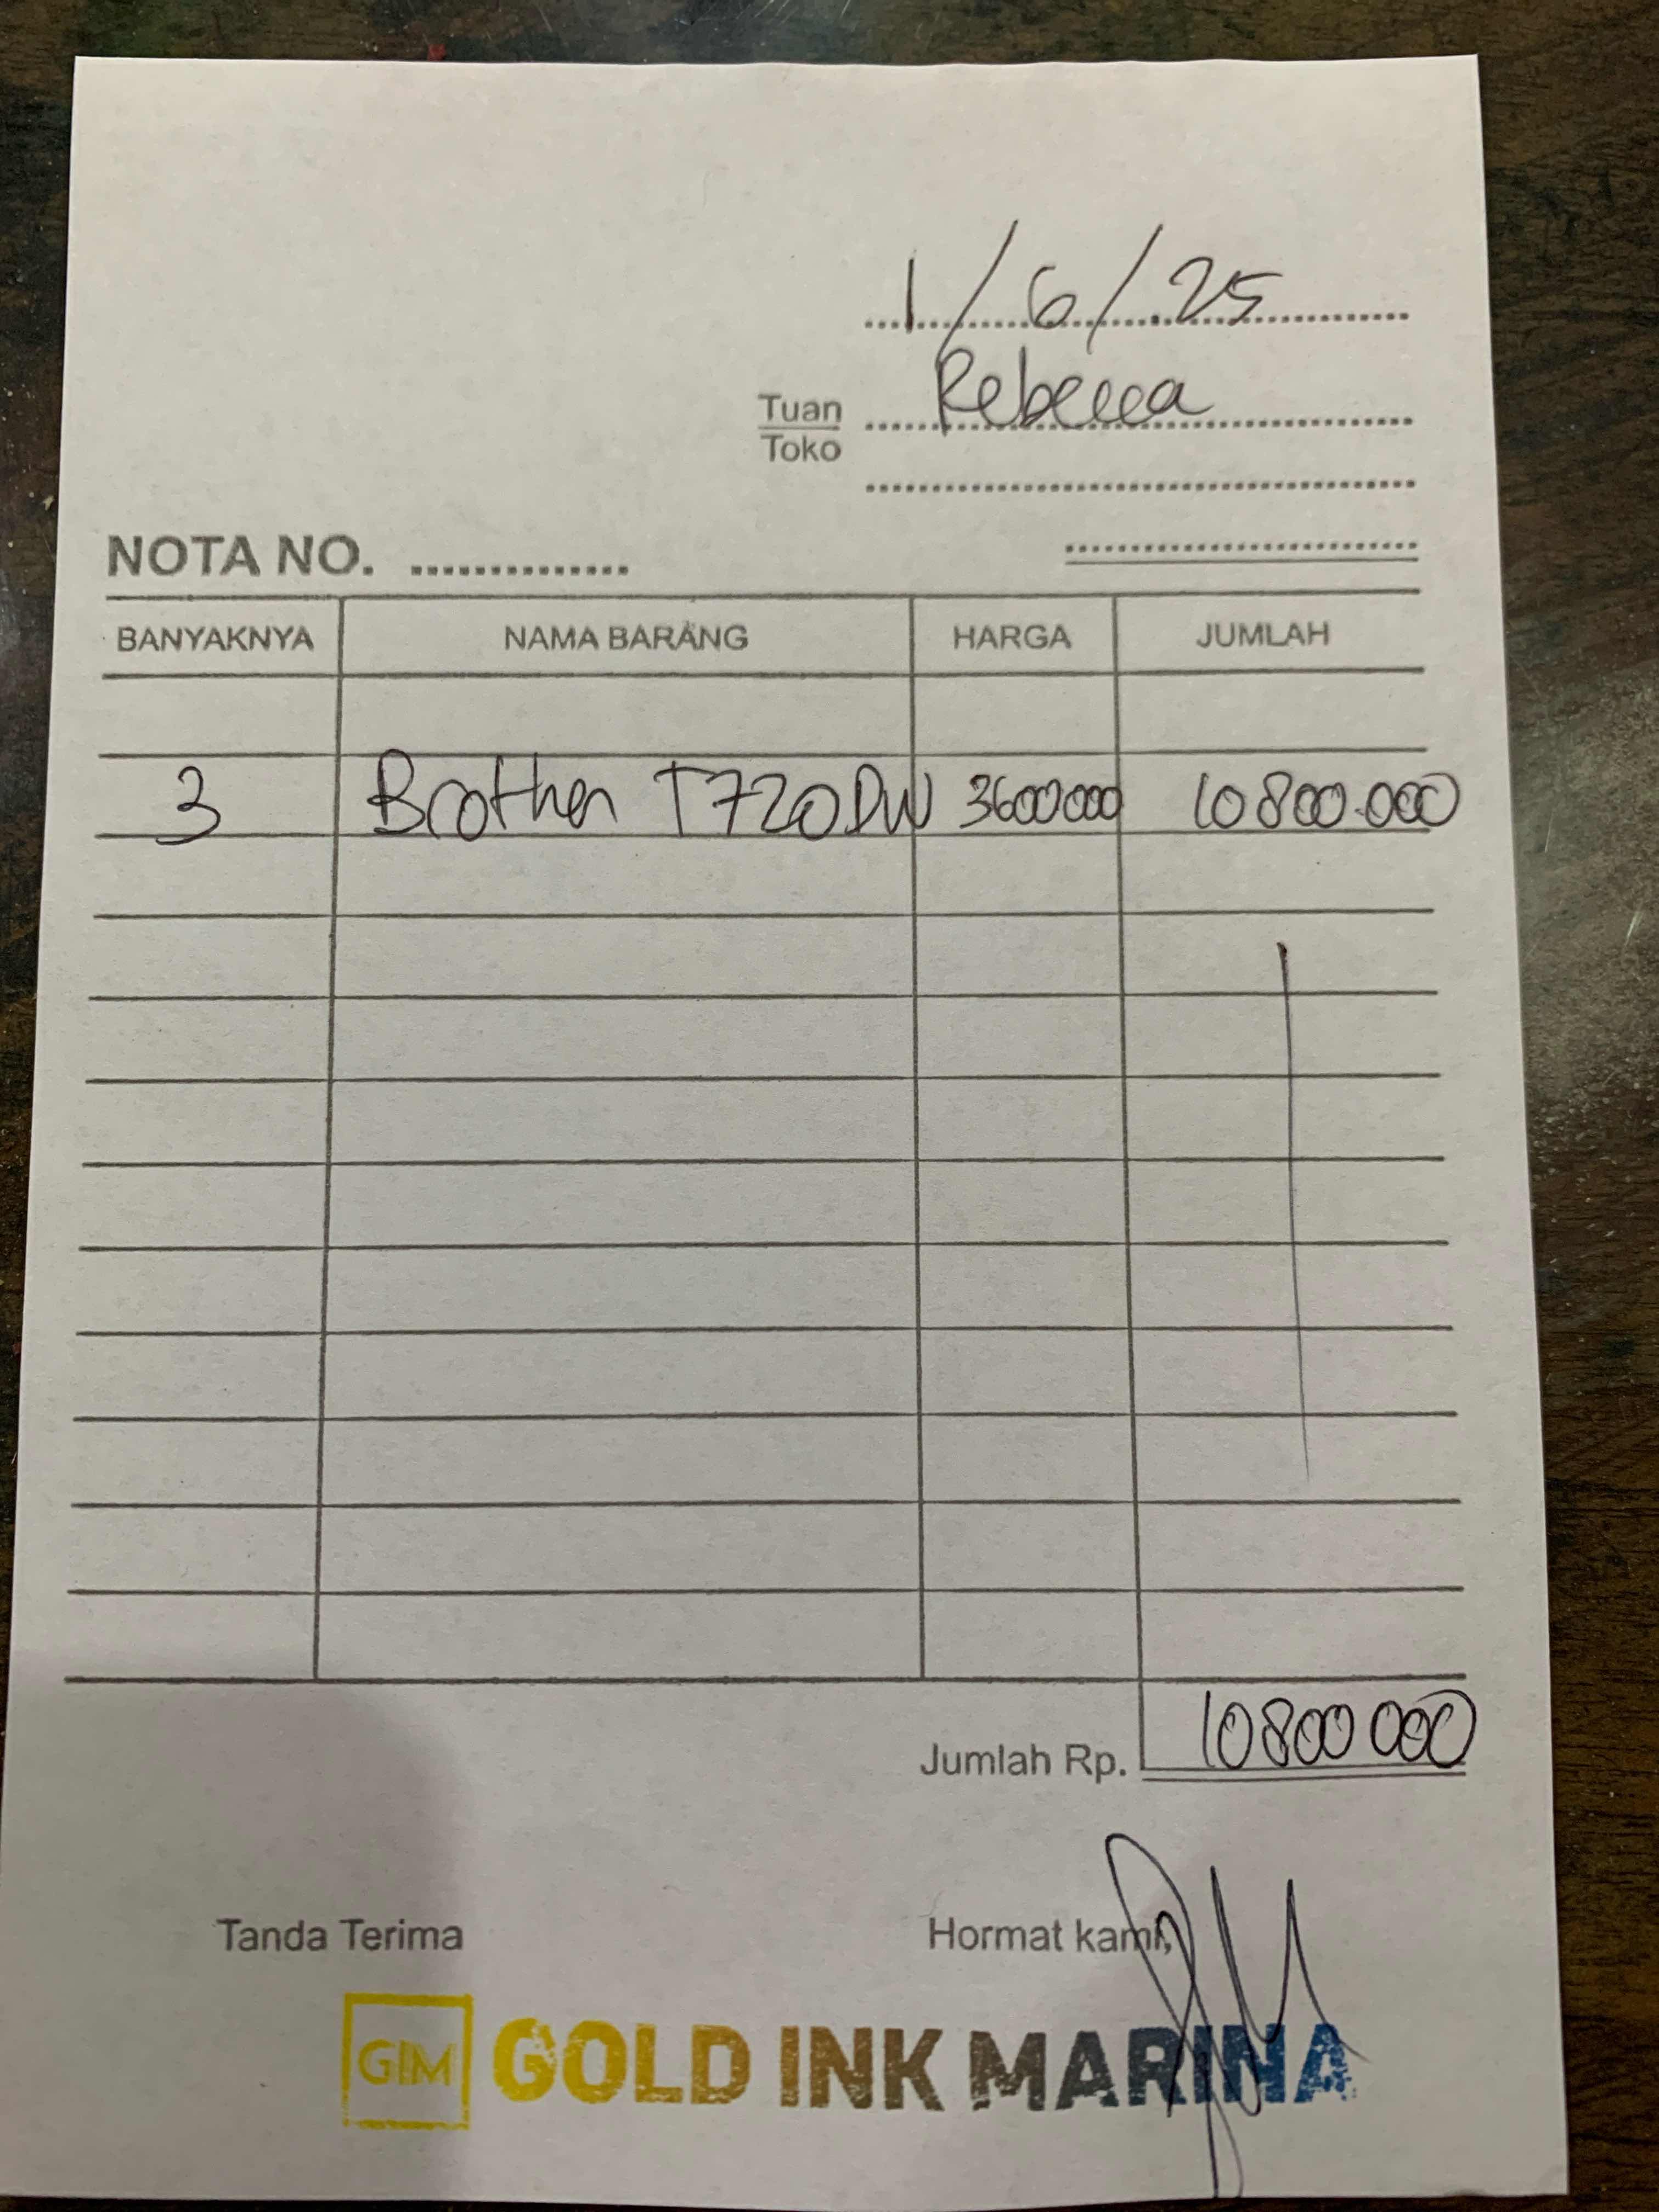 1/6/25
Tuan Rebecca
Toko
NOTA NO. ..............
BANYAKNYA NAMA BARANG HARGA JUMLAH
3 Brother T720DW 3600000 10800.000
Jumlah Rp. 10800000
Tanda Terima Hormat kami,
GIM GOLD INK MARINA